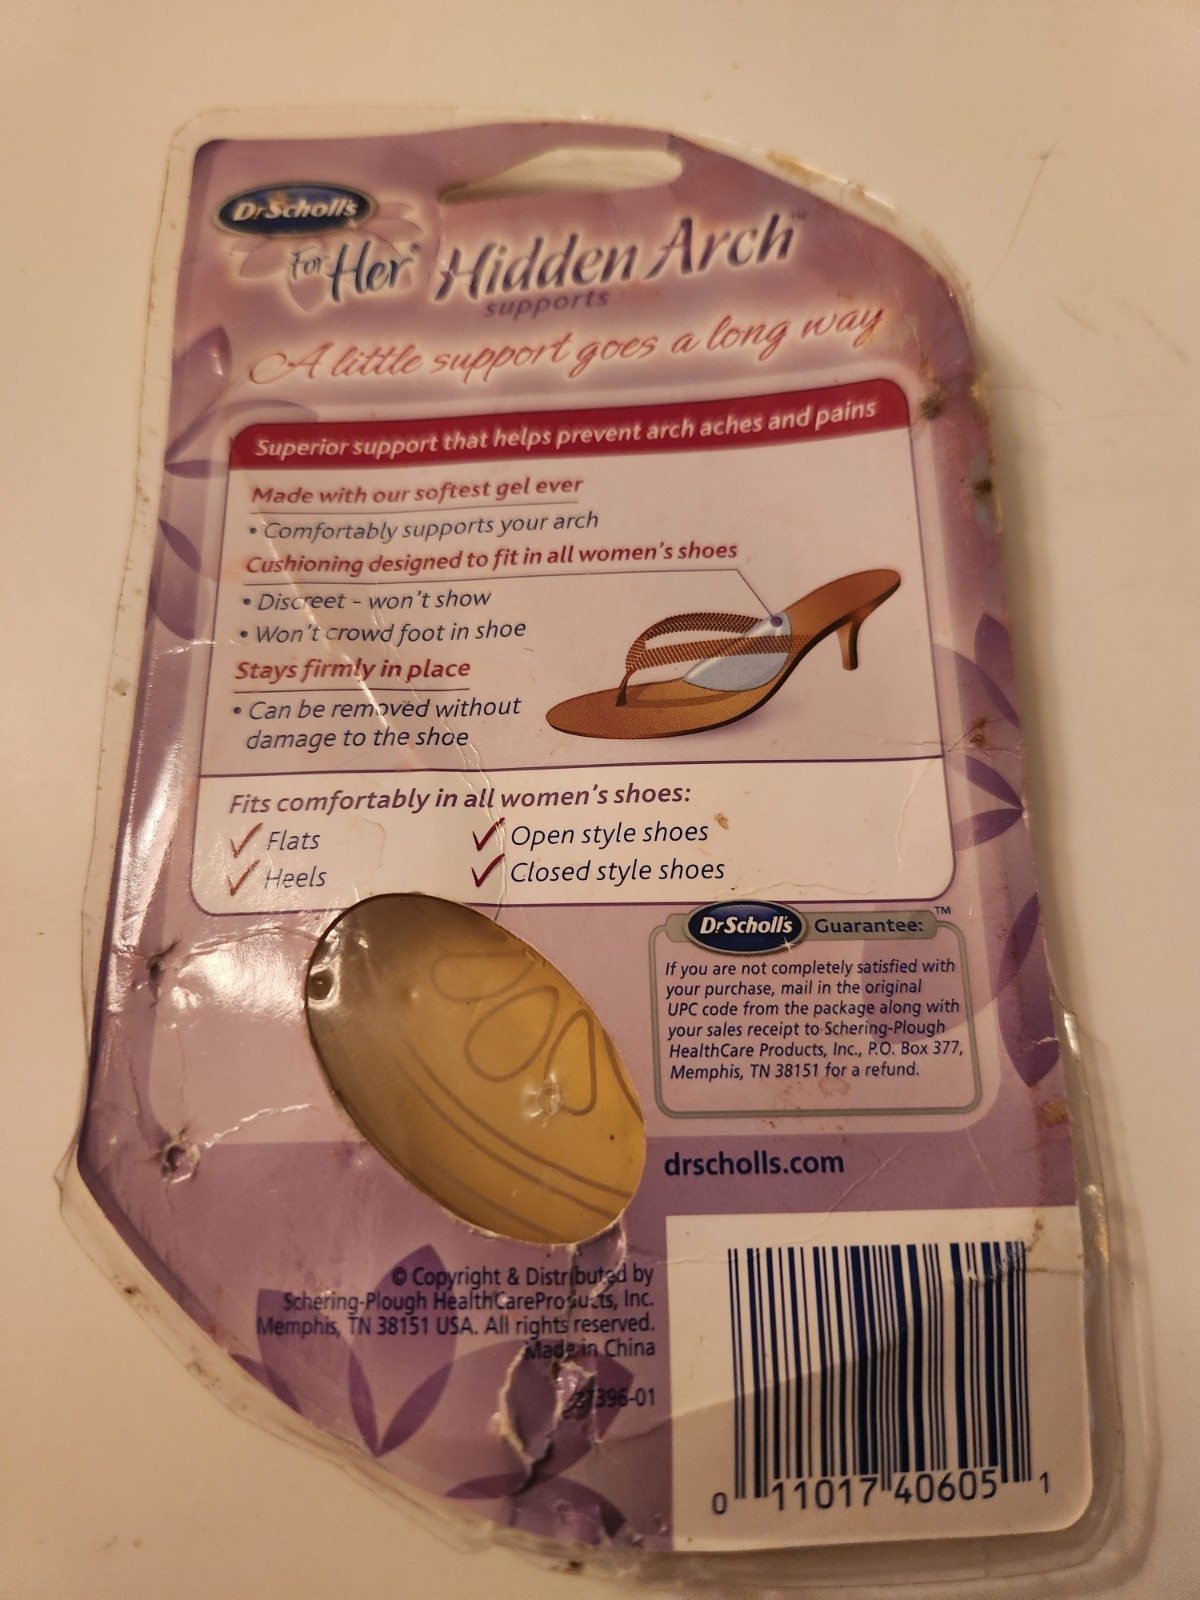 Dr.Scholl's
For Her® Hidden Arch™
supports
A little support goes a long way
Superior support that helps prevent arch aches and pains
Made with our softest gel ever
• Comfortably supports your arch
Cushioning designed to fit in all women's shoes
• Discreet - won't show
• Won't crowd foot in shoe
Stays firmly in place
• Can be removed without
damage to the shoe
Fits comfortably in all women's shoes:
✓ Flats ✓ Open style shoes
✓ Heels ✓ Closed style shoes
Dr.Scholl's Guarantee:™
If you are not completely satisfied with
your purchase, mail in the original
UPC code from the package along with
your sales receipt to Schering-Plough
HealthCare Products, Inc., P.O. Box 377,
Memphis, TN 38151 for a refund.
drscholls.com
© Copyright & Distributed by
Schering-Plough HealthCareProducts, Inc.
Memphis, TN 38151 USA. All rights reserved.
Made in China
396-01
0 11017 40605 1